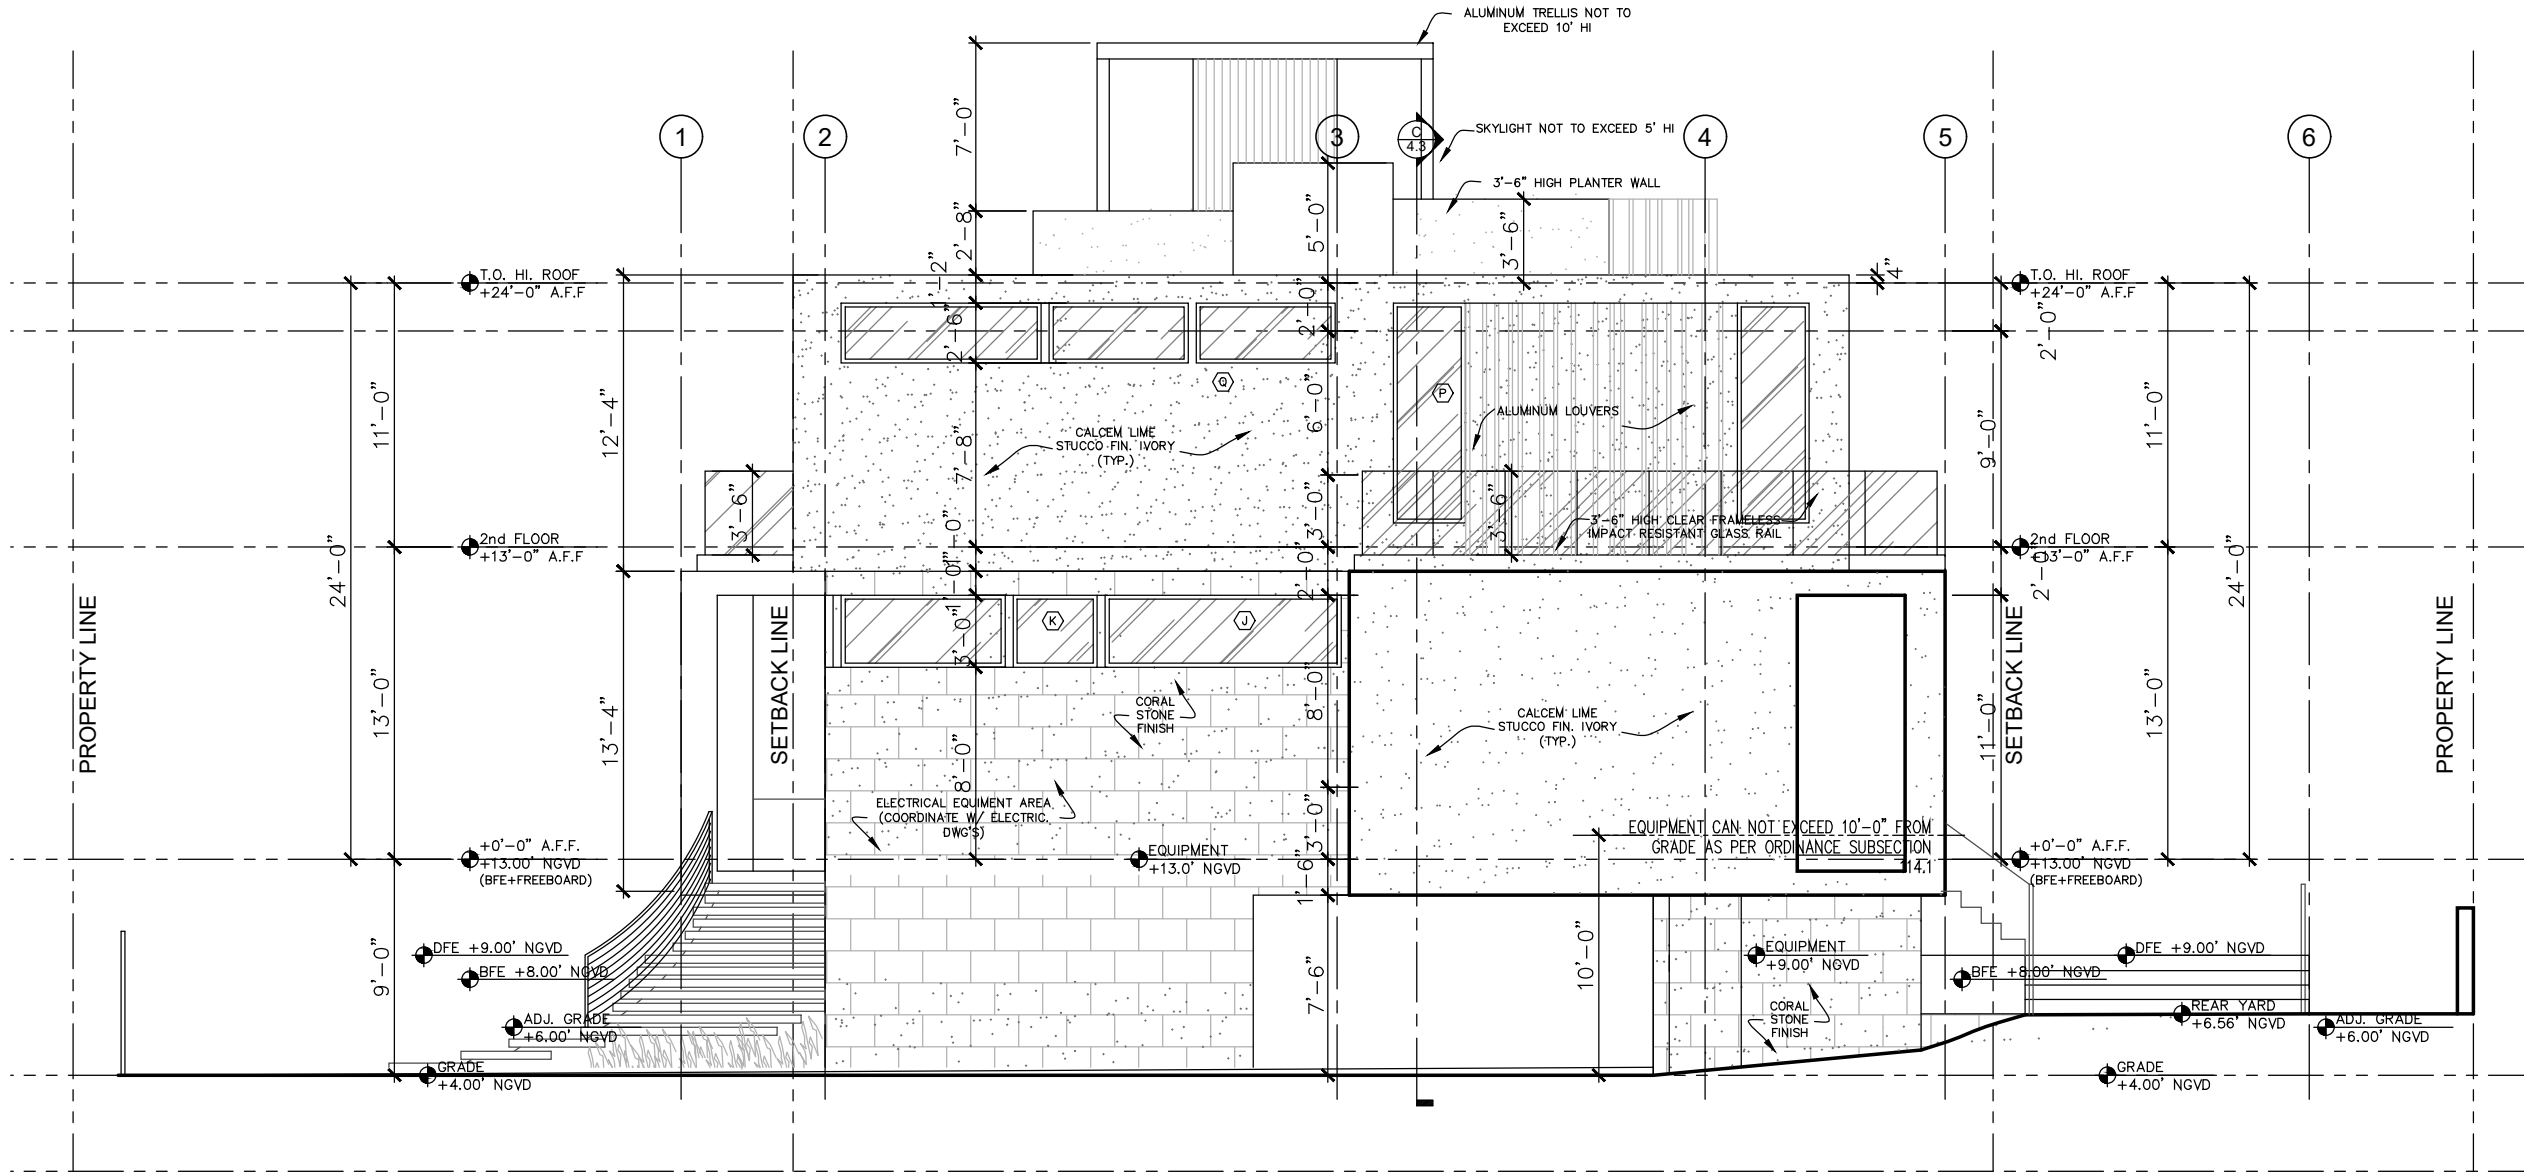 ALUMINUM TRELLIS NOT TO
EXCEED 10' HI
7'-0"
1
2
3
C
4.3
SKYLIGHT NOT TO EXCEED 5' HI
4
5
6
3'-6" HIGH PLANTER WALL
2'-8"
5'-0"
3'-6"
T.O. HI. ROOF
+24'-0" A.F.F
1'-2"
4"
T.O. HI. ROOF
+24'-0" A.F.F
2'-0"
2'-0"
2'-6"
11'-0"
12'-4"
Q
P
6'-0"
ALUMINUM LOUVERS
CALCEM LIME
STUCCO FIN. IVORY
(TYP.)
7'-8"
9'-0"
11'-0"
3'-6"
3'-6"
3'-0"
3'-6" HIGH CLEAR FRAMELESS
IMPACT RESISTANT GLASS RAIL
24'-0"
2nd FLOOR
+13'-0" A.F.F
1'-0"
1'-0"
2'-0"
2nd FLOOR
+13'-0" A.F.F
2'-0"
24'-0"
PROPERTY LINE
SETBACK LINE
K
J
3'-0"
SETBACK LINE
PROPERTY LINE
13'-0"
13'-4"
CORAL
STONE
FINISH
8'-0"
CALCEM LIME
STUCCO FIN. IVORY
(TYP.)
11'-0"
13'-0"
8'-0"
ELECTRICAL EQUIMENT AREA
(COORDINATE W/ ELECTRIC.
DWG'S)
3'-0"
EQUIPMENT CAN NOT EXCEED 10'-0" FROM
GRADE AS PER ORDINANCE SUBSECTION
114.1
+0'-0" A.F.F.
+13.00' NGVD
(BFE+FREEBOARD)
EQUIPMENT
+13.0' NGVD
1'-6"
+0'-0" A.F.F.
+13.00' NGVD
(BFE+FREEBOARD)
9'-0"
DFE +9.00' NGVD
BFE +8.00' NGVD
7'-6"
10'-0"
EQUIPMENT
+9.00' NGVD
DFE +9.00' NGVD
BFE +8.00' NGVD
ADJ. GRADE
+6.00' NGVD
CORAL
STONE
FINISH
REAR YARD
+6.56' NGVD
ADJ. GRADE
+6.00' NGVD
GRADE
+4.00' NGVD
GRADE
+4.00' NGVD